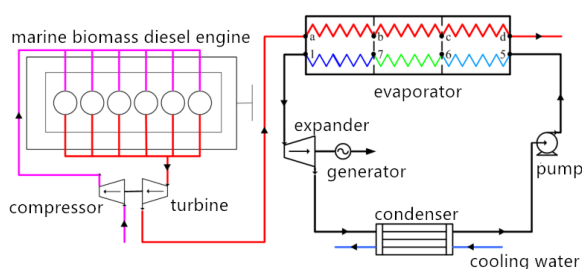 marine biomass diesel engine
a b c d
1 7 6 5
evaporator
expander
generator
pump
compressor
turbine
condenser
cooling water